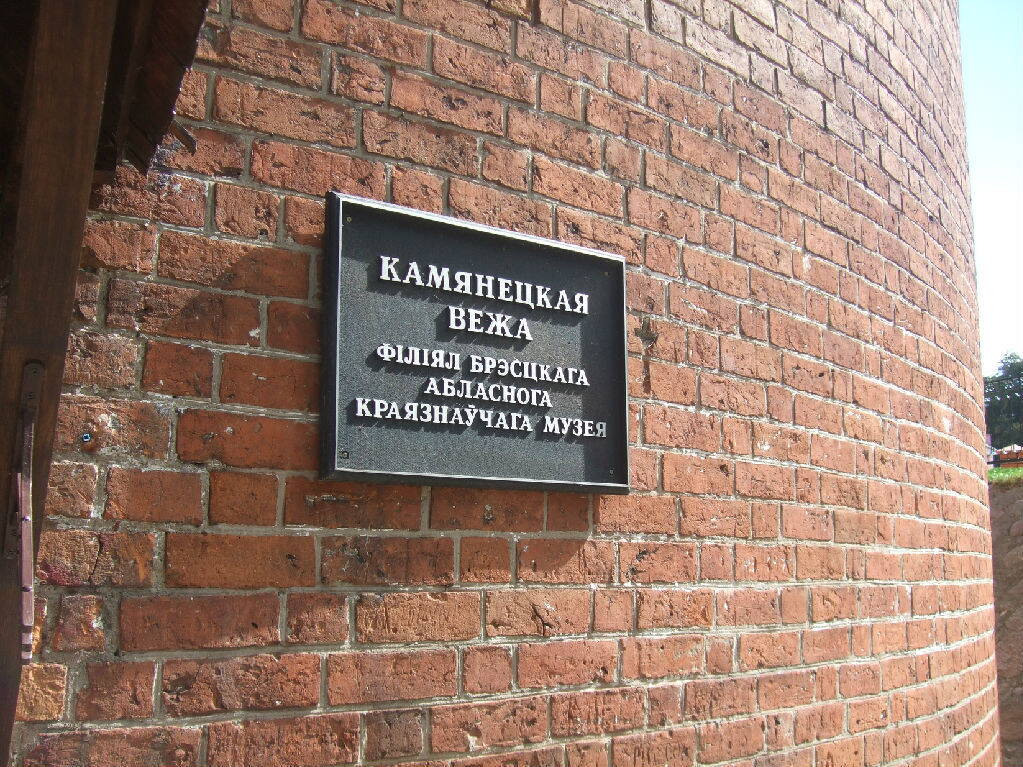 КАМЯНЕЦКАЯ
ВЕЖА
ФІЛІЯЛ БРЭСЦКАГА
АБЛАСНОГА
КРАЯЗНАЎЧАГА МУЗЕЯ